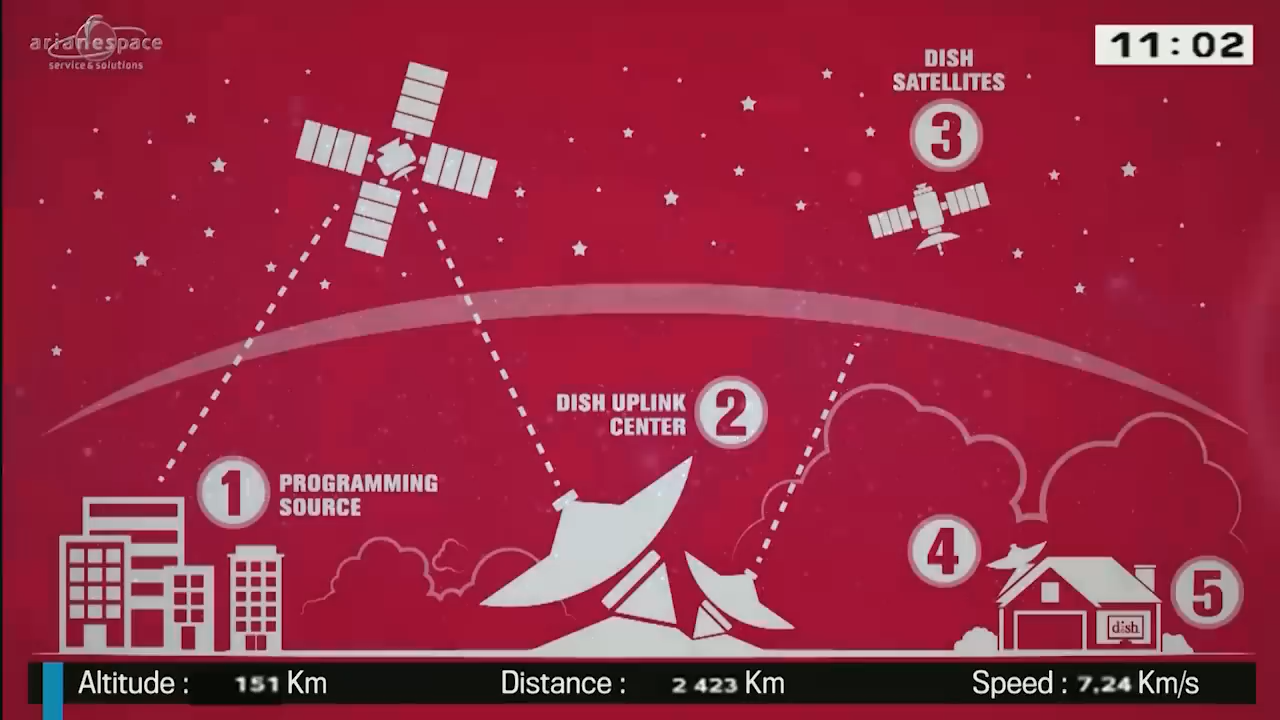 arianespace
service & solutions
11:02
DISH
SATELLITES
3
DISH UPLINK
CENTER
2
1
PROGRAMMING
SOURCE
4
5
dish
Altitude : 151 Km
Distance : 2 423 Km
Speed : 7,24 Km/s